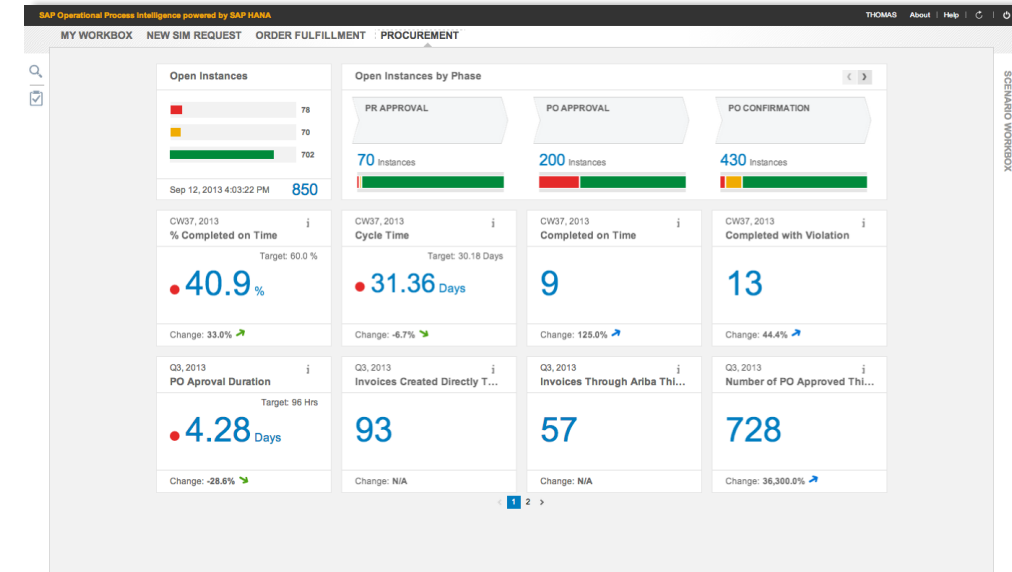 SAP Operational Process Intelligence powered by SAP HANA
THOMAS About | Help
MY WORKBOX NEW SIM REQUEST ORDER FULFILLMENT PROCUREMENT
SCENARIO WORKBOX
Open Instances
78
70
702
Sep 12, 2013 4:03:22 PM 850
Open Instances by Phase
PR APPROVAL
70 Instances
PO APPROVAL
200 Instances
PO CONFIRMATION
430 Instances
CW37, 2013
% Completed on Time
Target: 60.0 %
40.9 %
Change: 33.0%
CW37, 2013
Cycle Time
Target: 30.18 Days
31.36 Days
Change: -6.7%
CW37, 2013
Completed on Time
9
Change: 125.0%
CW37, 2013
Completed with Violation
13
Change: 44.4%
Q3, 2013
PO Aproval Duration
Target: 96 Hrs
4.28 Days
Change: -28.6%
Q3, 2013
Invoices Created Directly T...
93
Change: N/A
Q3, 2013
Invoices Through Ariba Thi...
57
Change: N/A
Q3, 2013
Number of PO Approved Thi...
728
Change: 36,300.0%
1 2